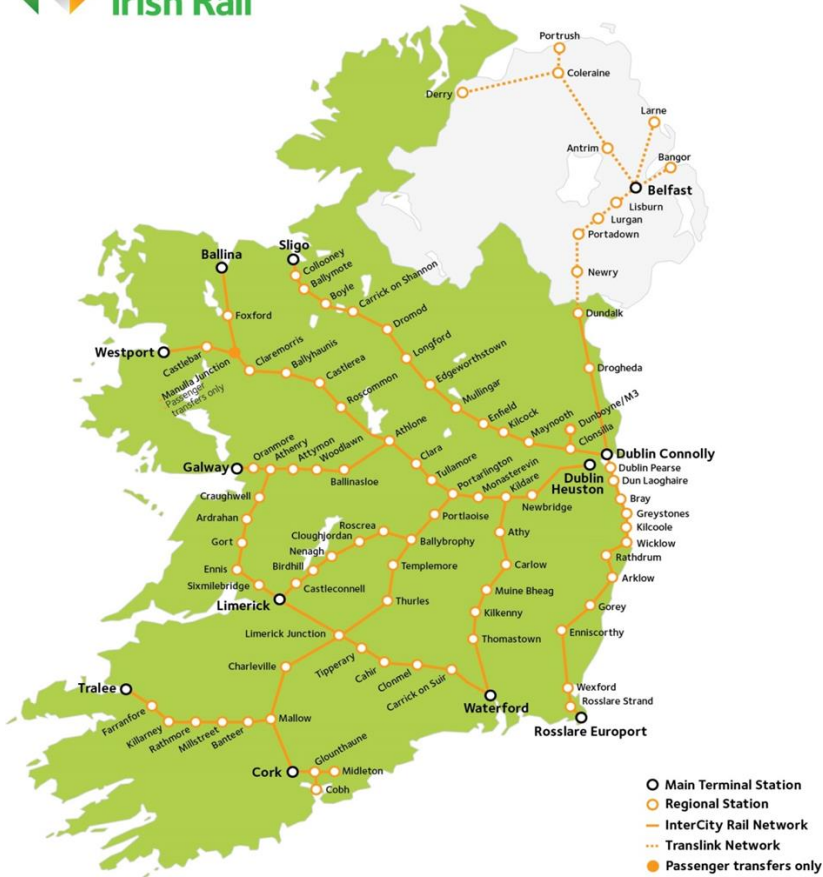 Irish Rail
Portrush
Coleraine
Derry
Larne
Antrim
Bangor
Belfast
Lisburn
Lurgan
Portadown
Newry
Dundalk
Drogheda
Ballina
Foxford
Sligo
Collooney
Ballymote
Boyle
Carrick on Shannon
Dromod
Longford
Edgeworthstown
Mullingar
Enfield
Kilcock
Maynooth
Dunboyne/M3
Clonsilla
Westport
Castlebar
Manulla Junction
Passenger
transfers only
Claremorris
Ballyhaunis
Castlerea
Roscommon
Athlone
Clara
Tullamore
Portarlington
Monasterevin
Kildare
Newbridge
Dublin
Heuston
Dublin Connolly
Dublin Pearse
Dun Laoghaire
Bray
Greystones
Kilcoole
Wicklow
Rathdrum
Arklow
Gorey
Enniscorthy
Wexford
Rosslare Strand
Rosslare Europort
Galway
Oranmore
Athenry
Attymon
Woodlawn
Ballinasloe
Craughwell
Ardrahan
Gort
Ennis
Sixmilebridge
Limerick
Roscrea
Cloughjordan
Nenagh
Birdhill
Castleconnell
Portlaoise
Ballybrophy
Templemore
Thurles
Athy
Carlow
Muine Bheag
Kilkenny
Thomastown
Waterford
Limerick Junction
Tipperary
Cahir
Clonmel
Carrick on Suir
Charleville
Tralee
Farranfore
Killarney
Rathmore
Millstreet
Banteer
Mallow
Cork
Glounthaune
Midleton
Cobh
Main Terminal Station
Regional Station
InterCity Rail Network
Translink Network
Passenger transfers only